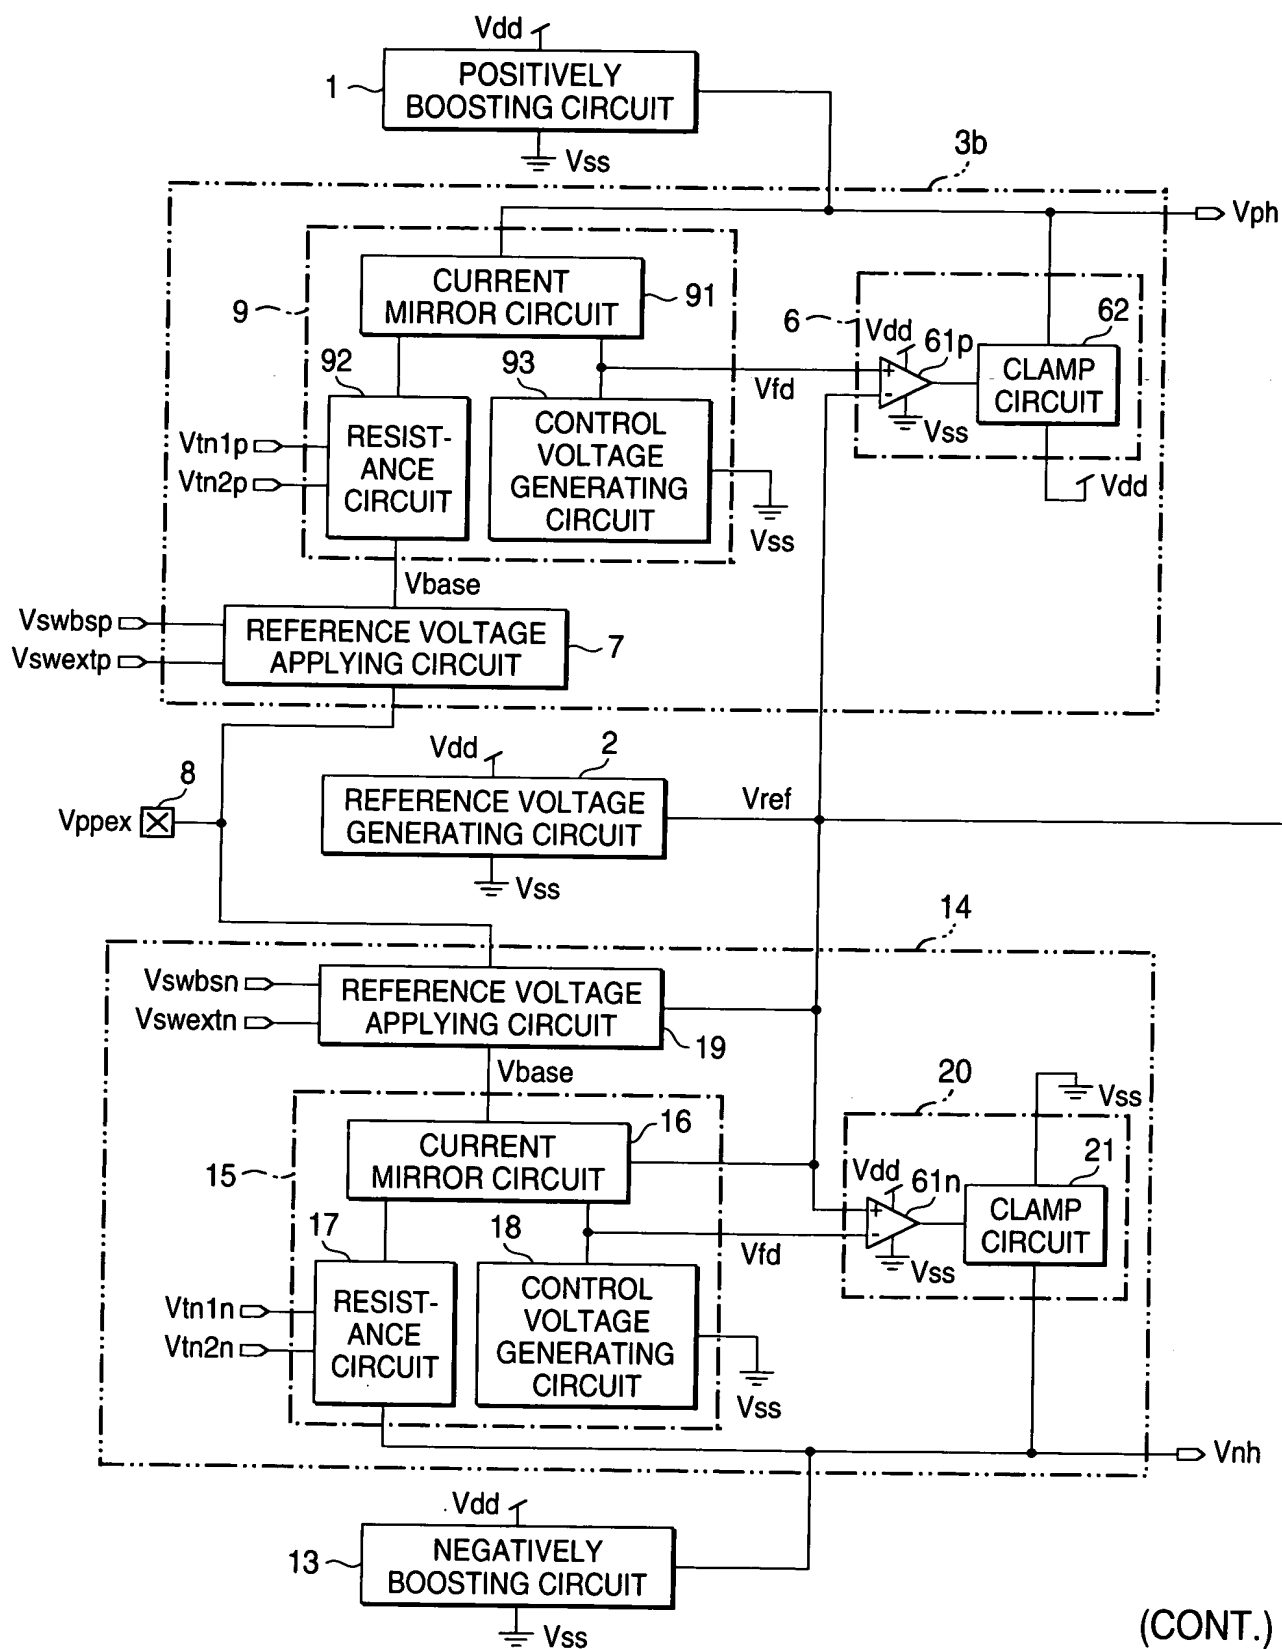 Vdd
1
POSITIVELY
BOOSTING CIRCUIT
Vss
3b
Vph
CURRENT
MIRROR CIRCUIT
91
9
6
Vdd
61p
62
CLAMP
CIRCUIT
92
93
Vfd
+
-
Vss
Vdd
Vtn1p
Vtn2p
RESIST-
ANCE
CIRCUIT
CONTROL
VOLTAGE
GENERATING
CIRCUIT
Vss
Vbase
Vswbsp
Vswextp
REFERENCE VOLTAGE
APPLYING CIRCUIT
7
Vdd
2
8
Vppex
REFERENCE VOLTAGE
GENERATING CIRCUIT
Vref
Vss
14
Vswbsn
Vswextn
REFERENCE VOLTAGE
APPLYING CIRCUIT
19
Vbase
20
Vss
CURRENT
MIRROR CIRCUIT
16
15
Vdd
61n
21
CLAMP
CIRCUIT
17
18
Vfd
+
-
Vss
Vtn1n
Vtn2n
RESIST-
ANCE
CIRCUIT
CONTROL
VOLTAGE
GENERATING
CIRCUIT
Vss
Vnh
Vdd
13
NEGATIVELY
BOOSTING CIRCUIT
Vss
(CONT.)